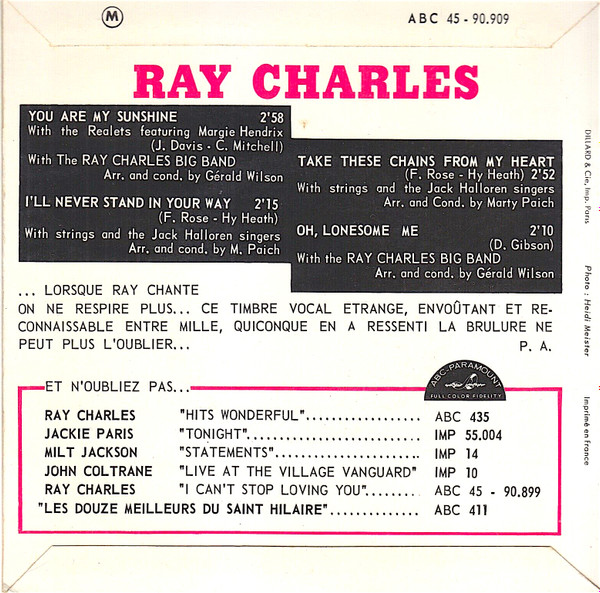 M
ABC 45 - 90.909
RAY CHARLES
YOU ARE MY SUNSHINE 2'58
With the Realets featuring Margie Hendrix
(J. Davis - C. Mitchell)
With The RAY CHARLES BIG BAND
Arr. and cond. by Gérald Wilson
I'LL NEVER STAND IN YOUR WAY 2'15
(F. Rose - Hy Heath)
With strings and the Jack Halloren singers
Arr. and cond. by M. Paich
TAKE THESE CHAINS FROM MY HEART
(F. Rose - Hy Heath) 2'52
With strings and the Jack Halloren singers
Arr. and Cond. by Marty Paich
OH, LONESOME ME 2'10
(D. Gibson)
With the RAY CHARLES BIG BAND
Arr. and cond. by Gérald Wilson
... LORSQUE RAY CHANTE
ON NE RESPIRE PLUS... CE TIMBRE VOCAL ETRANGE, ENVOÛTANT ET RE-
CONNAISSABLE ENTRE MILLE, QUICONQUE EN A RESSENTI LA BRULURE NE
PEUT PLUS L'OUBLIER... P. A.
ABC-PARAMOUNT
FULL COLOR FIDELITY
ET N'OUBLIEZ PAS...
RAY CHARLES "HITS WONDERFUL".................. ABC 435
JACKIE PARIS "TONIGHT"............................ IMP 55.004
MILT JACKSON "STATEMENTS"...................... IMP 14
JOHN COLTRANE "LIVE AT THE VILLAGE VANGUARD" IMP 10
RAY CHARLES "I CAN'T STOP LOVING YOU"........ ABC 45 - 90.899
"LES DOUZE MEILLEURS DU SAINT HILAIRE".............. ABC 411
DILLARD & Cie, Imp. Paris
Photo : Heidi Meister
Imprimé en france